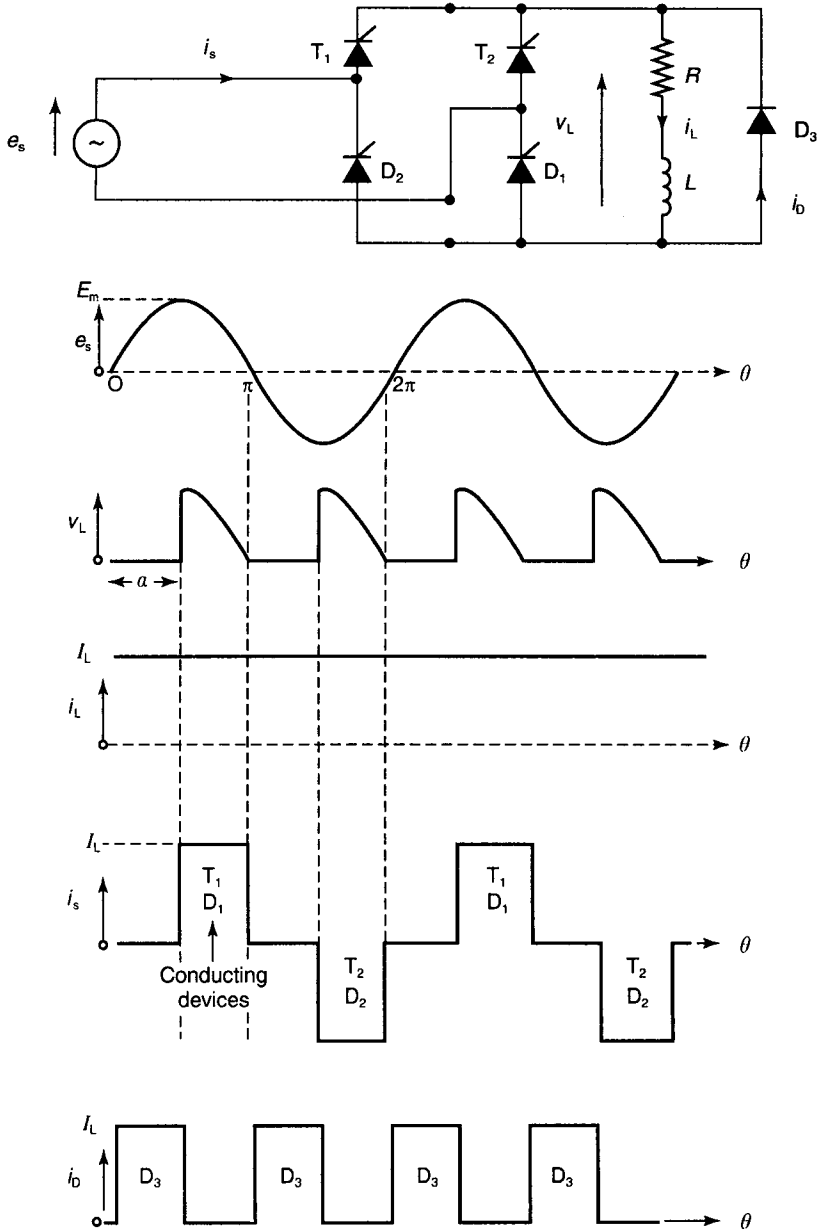 i_s
T_1
T_2
R
e_s
~
v_L
i_L
D_3
D_2
D_1
L
i_D
E_m
e_s
O
π
2π
θ
v_L
θ
α
I_L
i_L
θ
I_L
T_1
D_1
T_1
D_1
i_s
θ
Conducting
devices
T_2
D_2
T_2
D_2
I_L
i_D
D_3
D_3
D_3
D_3
θ